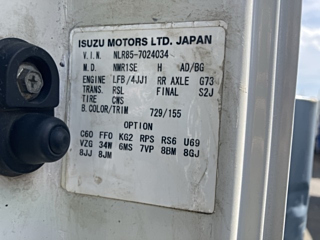 ISUZU MOTORS LTD. JAPAN
V.I.N. NLR85-7024034
M.D. NMR1SE H AD/BG
ENGINE LFB/4JJ1 RR AXLE G73
TRANS. RSL FINAL S2J
TIRE CWS
B.COLOR/TRIM 729/155
OPTION
C60 FFO KG2 RPS RS6 U69
VZG 34W 6MS 7VP 8BM 8GJ
8JJ 8JM